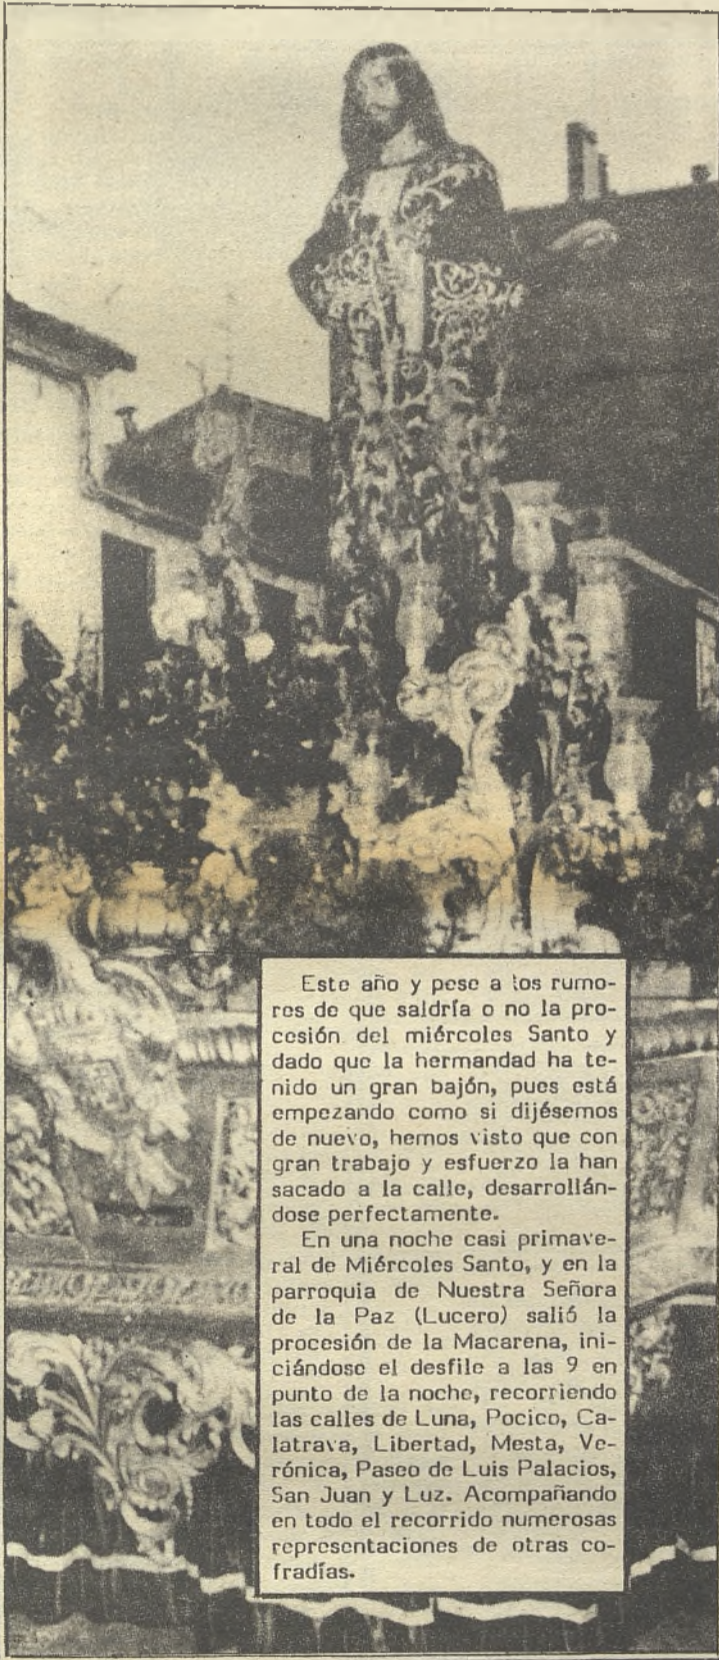 Este año y pese a los rumo-
res de que saldría o no la pro-
cesión del miércoles Santo y
dado que la hermandad ha te-
nido un gran bajón, pues está
empezando como si dijésemos
de nuevo, hemos visto que con
gran trabajo y esfuerzo la han
sacado a la calle, desarrollán-
dose perfectamente.
En una noche casi primave-
ral de Miércoles Santo, y en la
parroquia de Nuestra Señora
de la Paz (Lucero) salió la
procesión de la Macarena, ini-
ciándose el desfile a las 9 en
punto de la noche, recorriendo
las calles de Luna, Pocico, Ca-
latrava, Libertad, Mesta, Ve-
rónica, Paseo de Luis Palacios,
San Juan y Luz. Acompañando
en todo el recorrido numerosas
representaciones de otras co-
fradías.